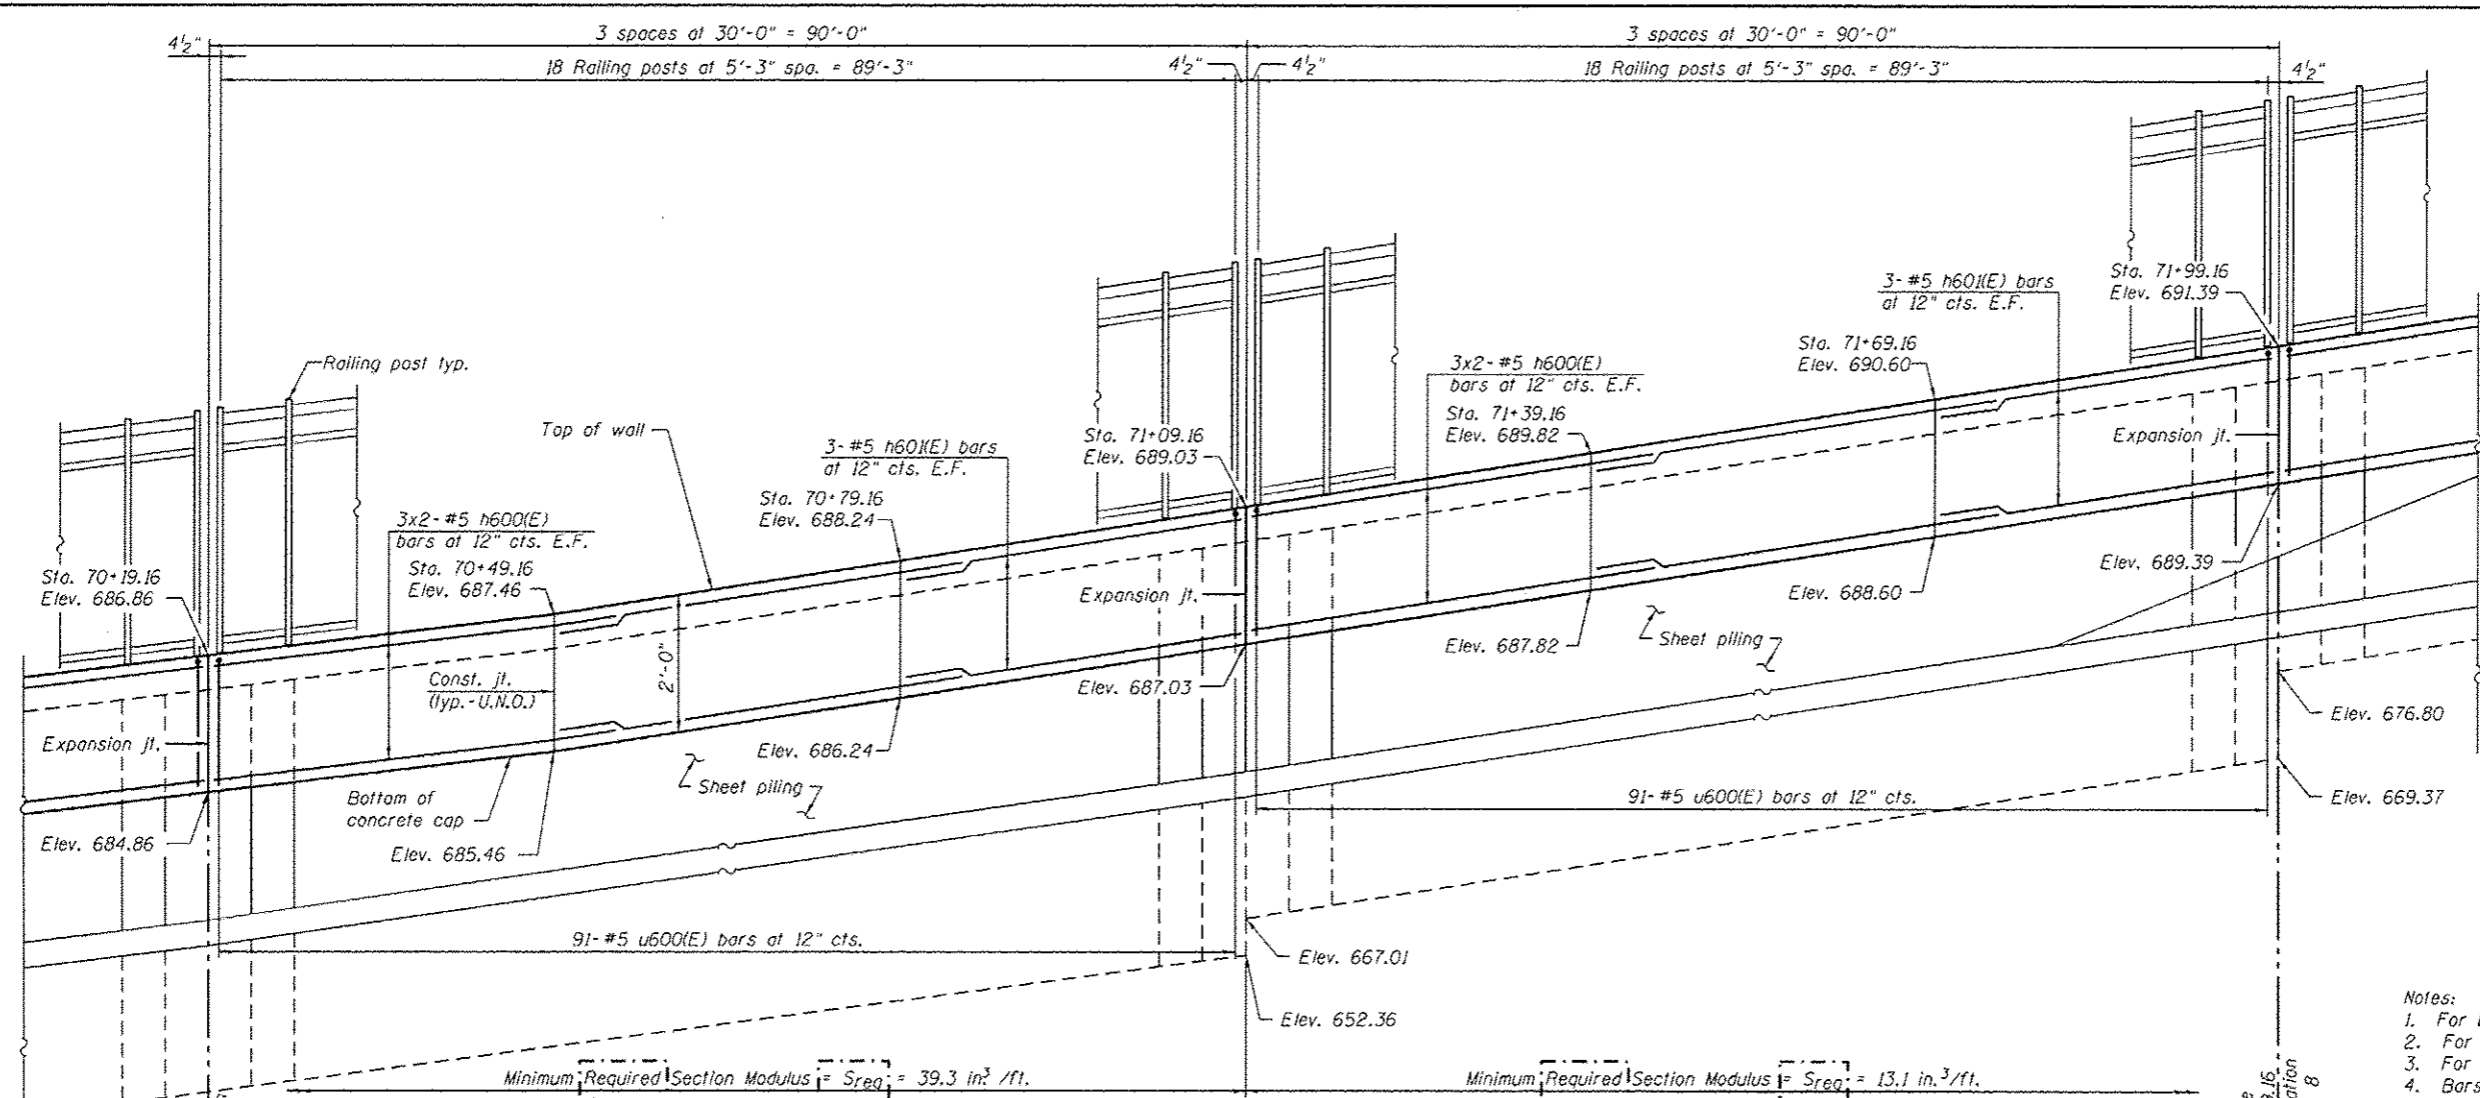 3 spaces at 30'-0" = 90'-0"
3 spaces at 30'-0" = 90'-0"
4½"
18 Railing posts at 5'-3" spa. = 89'-3"
4½"
4½"
18 Railing posts at 5'-3" spa. = 89'-3"
4½"
Railing post typ.
Top of wall
3-#5 h601(E) bars
at 12" cts. E.F.
Sta. 71+99.16
Elev. 691.39
Sta. 71+69.16
Elev. 690.60
3x2-#5 h600(E)
bars at 12" cts. E.F.
Sta. 71+39.16
Elev. 689.82
Expansion jt.
Sta. 71+09.16
Elev. 689.03
3-#5 h601(E) bars
at 12" cts. E.F.
Sta. 70+79.16
Elev. 688.24
3x2-#5 h600(E)
bars at 12" cts. E.F.
Sta. 70+49.16
Elev. 687.46
Sta. 70+19.16
Elev. 686.86
Expansion jt.
Elev. 689.39
Elev. 688.60
Sheet piling
Elev. 687.82
2'-0"
Const. jt.
(typ.-U.N.O.)
Elev. 687.03
Elev. 676.80
Expansion jt.
Elev. 686.24
Sheet piling
Bottom of
concrete cap
91-#5 u600(E) bars at 12" cts.
Elev. 669.37
Elev. 684.86
Elev. 685.46
91-#5 u600(E) bars at 12" cts.
Elev. 667.01
Elev. 652.36
Minimum Required Section Modulus = Sreq = 39.3 in.³/ft.
Minimum Required Section Modulus = Sreq = 13.1 in.³/ft.
Notes:
1. For
2. For
3. For
4. Bars